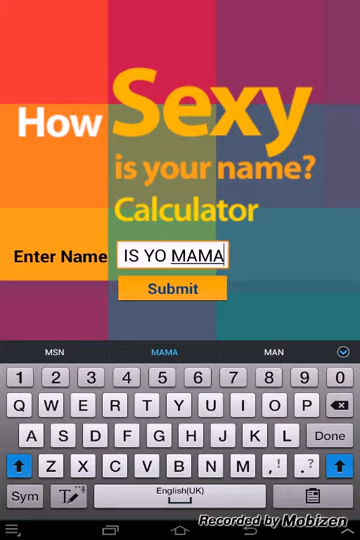 How Sexy
is your name?
Calculator
Enter Name IS YO MAMA
Submit
MSN MAMA MAN
1 2 3 4 5 6 7 8 9 0
Q W E R T Y U I O P
A S D F G H J K L Done
Z X C V B N M , ! . ?
Sym T English(UK)
Recorded by Mobizen